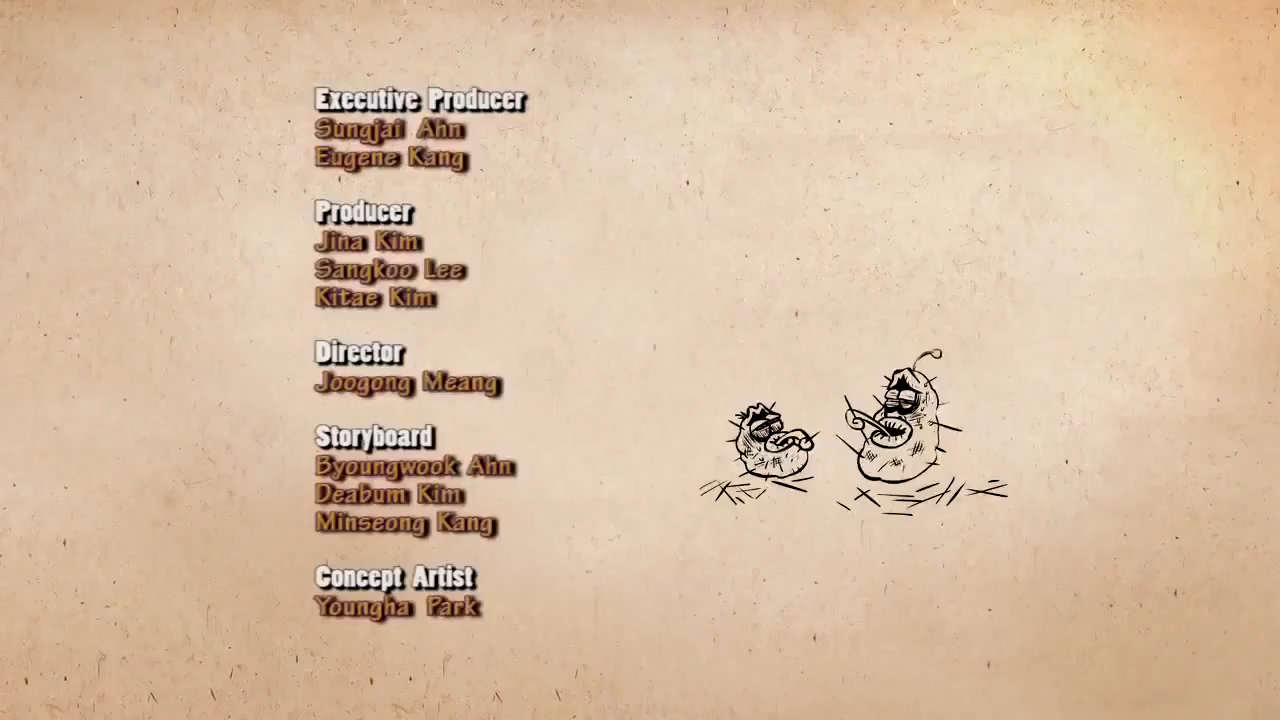 Executive Producer
Sungjai Ahn
Eugene Kang
Producer
Jina Kim
Sangkoo Lee
Kitae Kim
Director
Joogong Meang
Storyboard
Byoungwook Ahn
Deabum Kim
Minseong Kang
Concept Artist
Youngha Park